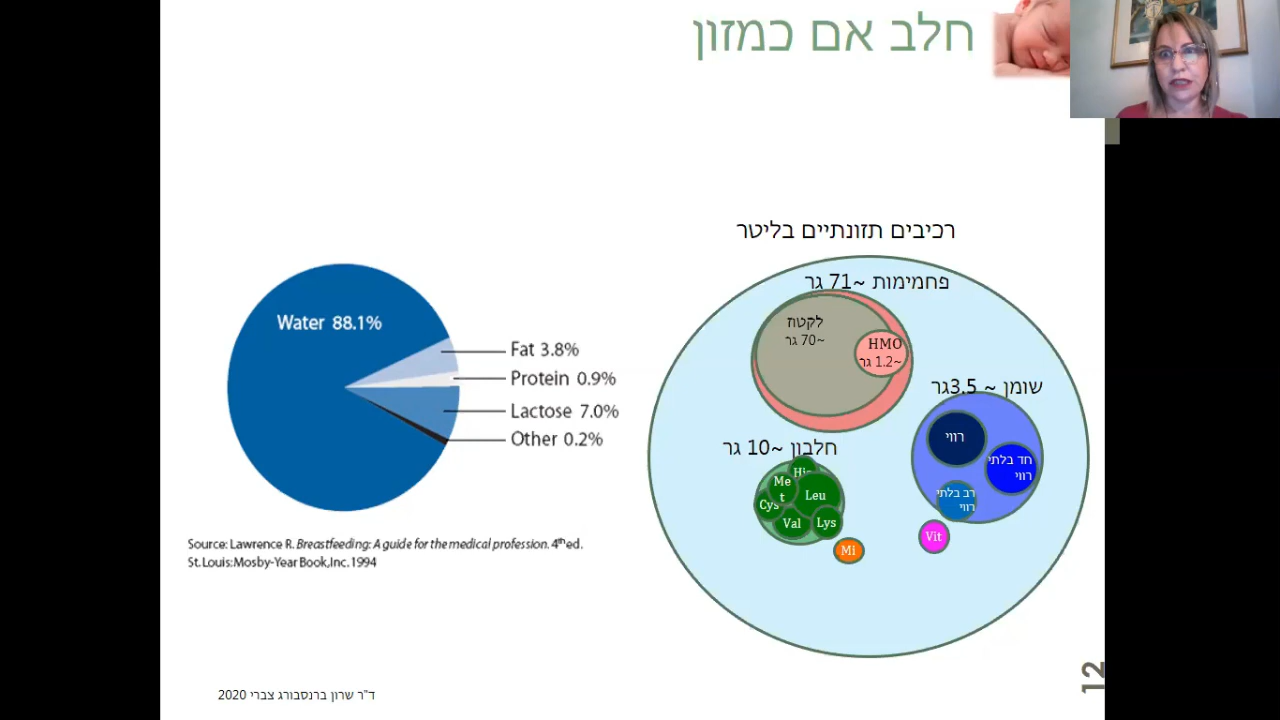 חלב אם כמזון
Water 88.1%
Fat 3.8%
Protein 0.9%
Lactose 7.0%
Other 0.2%
Source: Lawrence R. Breastfeeding: A guide for the medical profession. 4th ed.
St. Louis: Mosby-Year Book, Inc. 1994
רכיבים תזונתיים בליטר
פחמימות ~71 גר
לקטוז
~70 גר
HMO
~1.2 גר
שומן ~ 3.5גר
רווי
חד בלתי
רווי
רב בלתי
רווי
חלבון ~10 גר
Me
t
Leu
Cys
Val
Lys
Vit
Mi
ד"ר שרון ברנסבורג צברי 2020
12